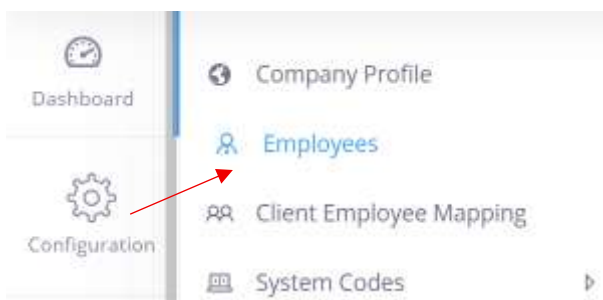 Dashboard
Configuration
Company Profile
Employees
Client Employee Mapping
System Codes